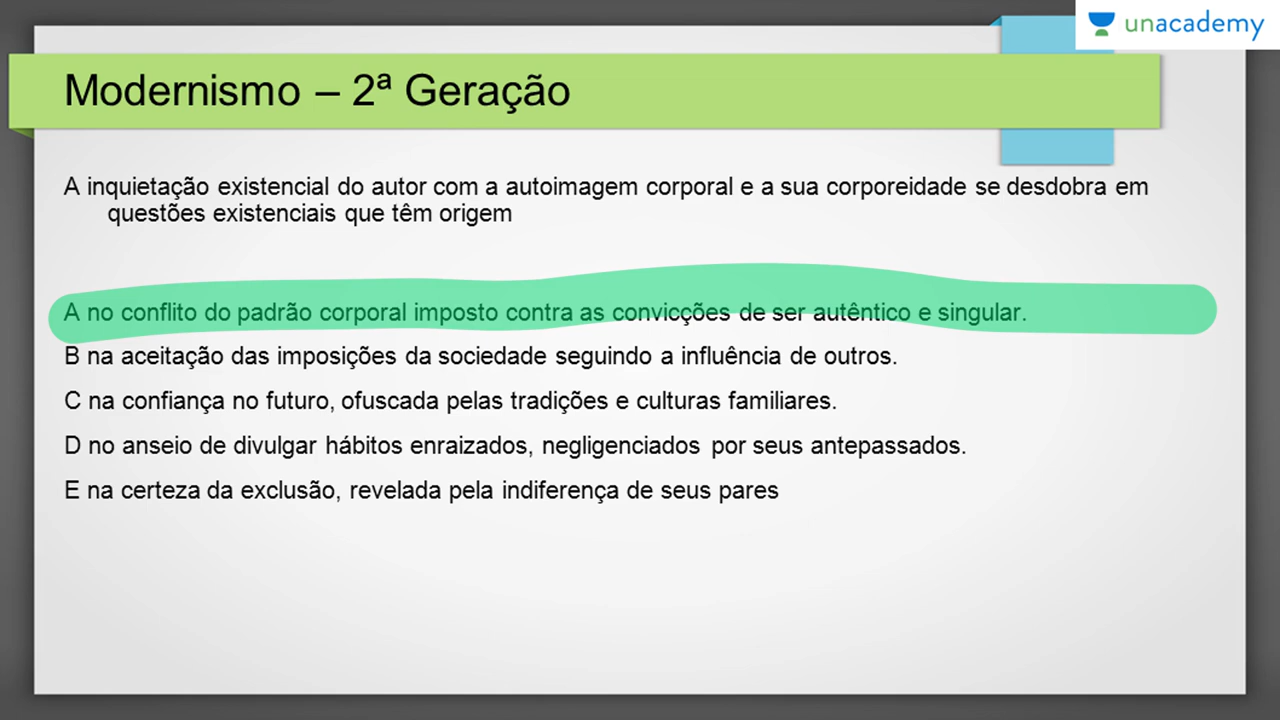 unacademy
Modernismo – 2ª Geração
A inquietação existencial do autor com a autoimagem corporal e a sua corporeidade se desdobra em
questões existenciais que têm origem
A no conflito do padrão corporal imposto contra as convicções de ser autêntico e singular.
B na aceitação das imposições da sociedade seguindo a influência de outros.
C na confiança no futuro, ofuscada pelas tradições e culturas familiares.
D no anseio de divulgar hábitos enraizados, negligenciados por seus antepassados.
E na certeza da exclusão, revelada pela indiferença de seus pares